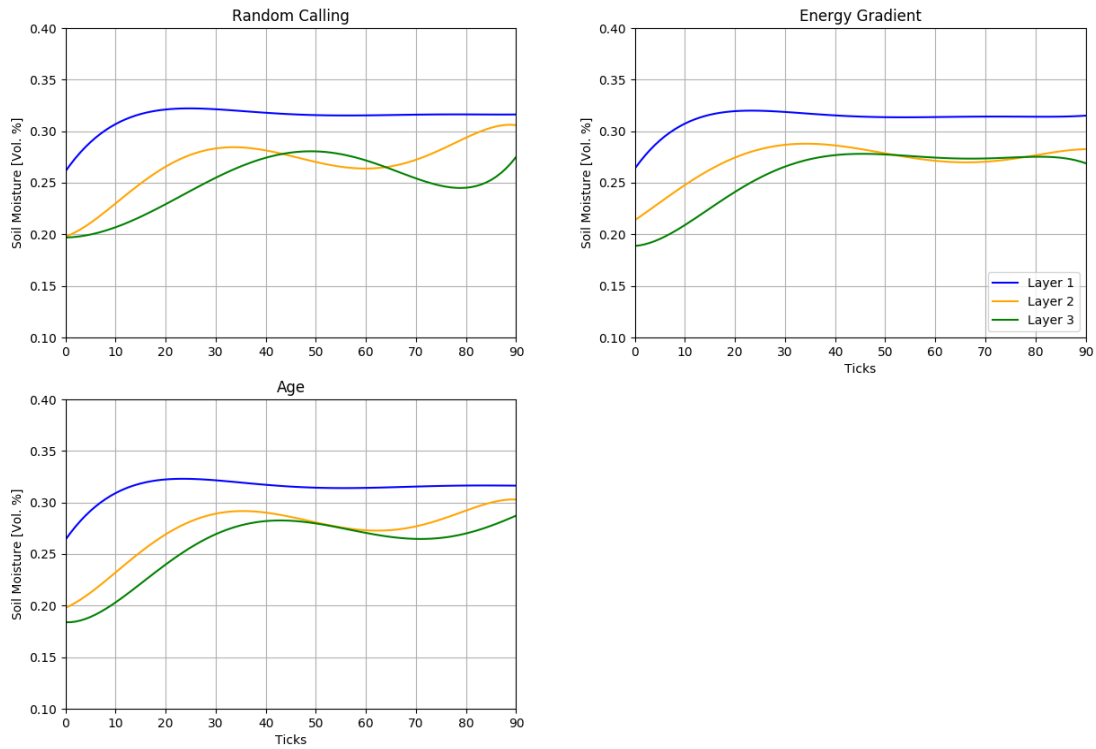 Random Calling
0.40
0.35
0.30
0.25
0.20
0.15
0.10
Soil Moisture [Vol. %]
0 10 20 30 40 50 60 70 80 90
Energy Gradient
0.40
0.35
0.30
0.25
0.20
0.15
0.10
Soil Moisture [Vol. %]
Layer 1
Layer 2
Layer 3
0 10 20 30 40 50 60 70 80 90
Ticks
Age
0.40
0.35
0.30
0.25
0.20
0.15
0.10
Soil Moisture [Vol. %]
0 10 20 30 40 50 60 70 80 90
Ticks